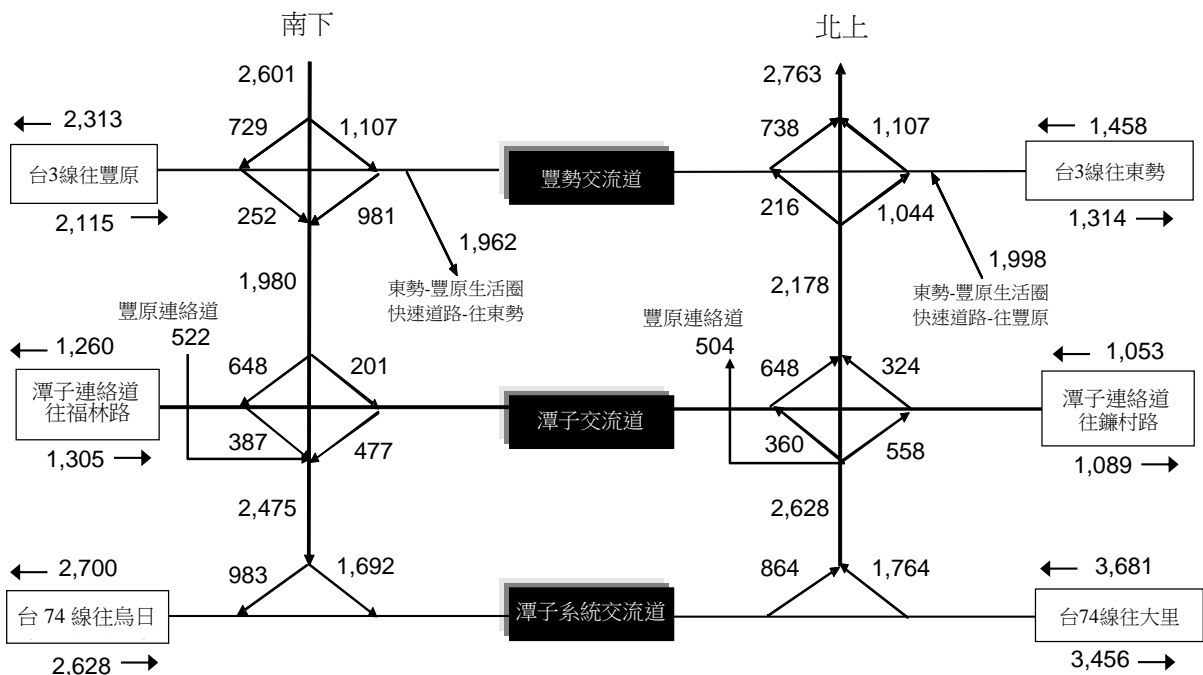 南下
北上
2,601
2,763
2,313
729
1,107
738
1,107
1,458
台3線往豐原
豐勢交流道
台3線往東勢
2,115
252
981
216
1,044
1,314
1,962
1,998
1,980
東勢-豐原生活圈
快速道路-往東勢
2,178
東勢-豐原生活圈
快速道路-往豐原
豐原連絡道
522
豐原連絡道
504
1,260
648
201
648
324
1,053
潭子連絡道
往福林路
潭子交流道
潭子連絡道
往鐮村路
1,305
387
477
360
558
1,089
2,475
2,628
2,700
983
1,692
864
1,764
3,681
台 74 線往烏日
潭子系統交流道
台74線往大里
2,628
3,456